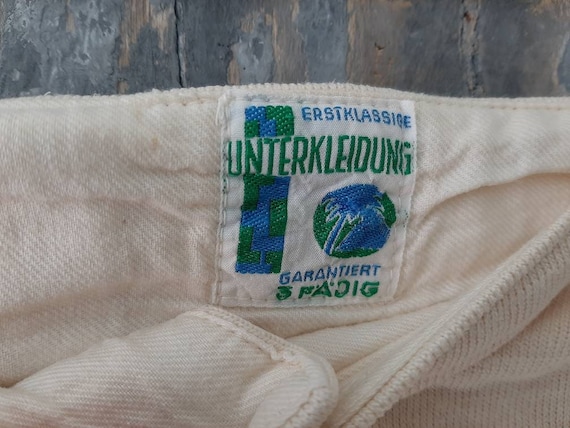 ERSTKLASSIGE
UNTERKLEIDUNG
GARANTIERT
3 FÄDIG